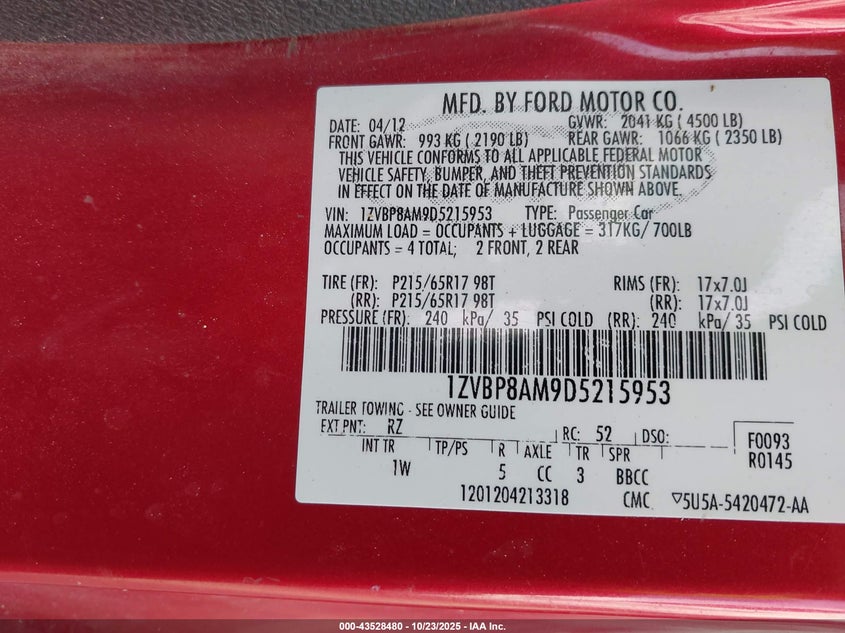 MFD. BY FORD MOTOR CO.
DATE: 04/12 GVWR: 2041 KG ( 4500 LB)
FRONT GAWR: 993 KG ( 2190 LB) REAR GAWR: 1066 KG ( 2350 LB)
THIS VEHICLE CONFORMS TO ALL APPLICABLE FEDERAL MOTOR
VEHICLE SAFETY, BUMPER, AND THEFT PREVENTION STANDARDS
IN EFFECT ON THE DATE OF MANUFACTURE SHOWN ABOVE.
VIN: 1ZVBP8AM9D5215953 TYPE: Passenger Car
MAXIMUM LOAD = OCCUPANTS + LUGGAGE = 317KG/ 700LB
OCCUPANTS = 4 TOTAL; 2 FRONT, 2 REAR
TIRE (FR): P215/65R17 98T RIMS (FR): 17x7.0J
(RR): P215/65R17 98T (RR): 17x7.0J
PRESSURE (FR): 240 kPa/ 35 PSI COLD (RR): 240 kPa/ 35 PSI COLD
1ZVBP8AM9D5215953
TRAILER TOWING - SEE OWNER GUIDE
EXT PNT: RZ RC: 52 DSO: F0093
INT TR TP/PS R AXLE TR SPR R0145
1W 5 CC 3 BBCC
1201204213318 CMC ▽5U5A-5420472-AA
000-43528480 - 10/23/2025 - IAA Inc.